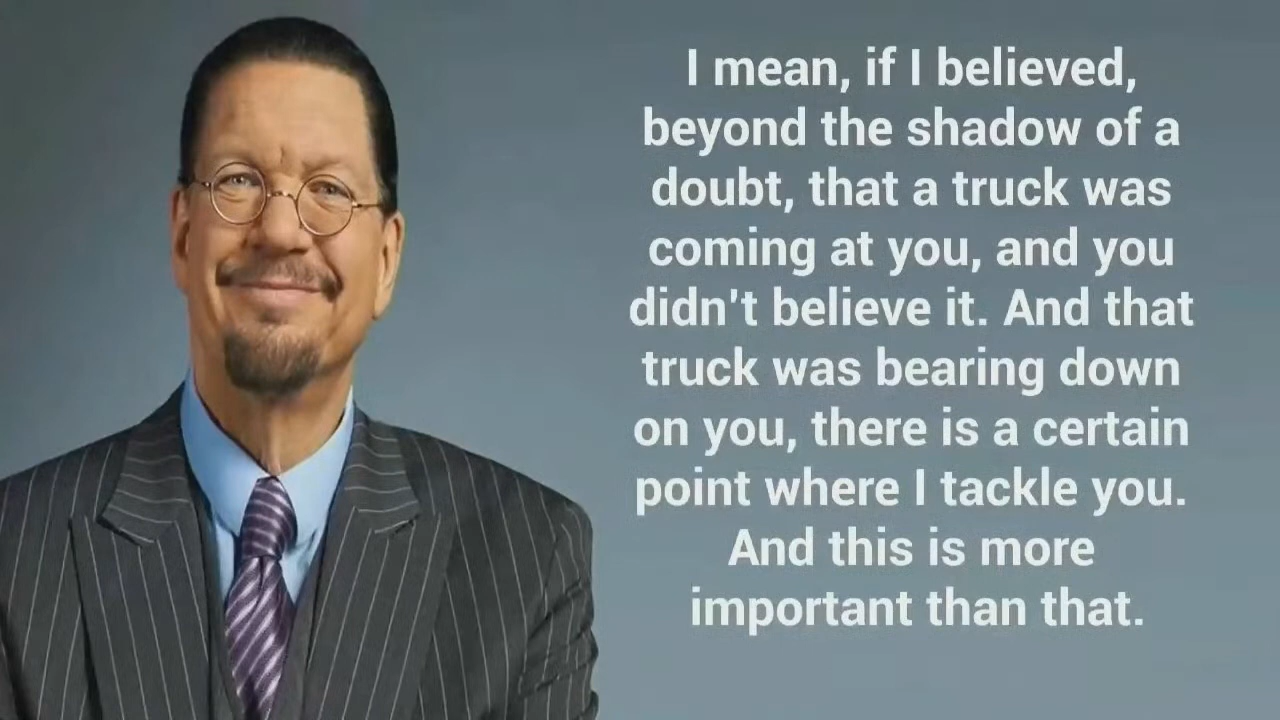 I mean, if I believed,
beyond the shadow of a
doubt, that a truck was
coming at you, and you
didn't believe it. And that
truck was bearing down
on you, there is a certain
point where I tackle you.
And this is more
important than that.